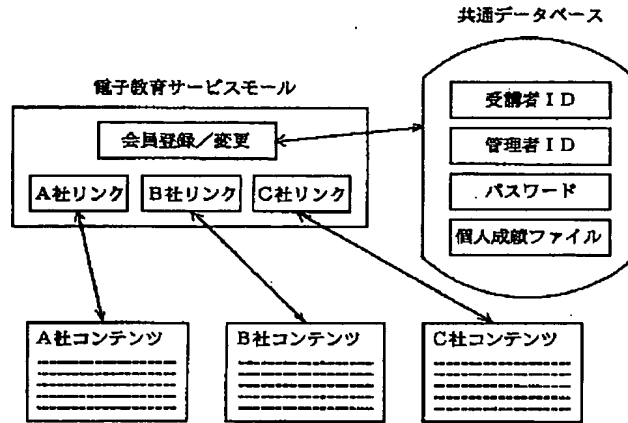 共通データベース
電子教育サービスモール
受講者ID
会員登録/変更
管理者ID
A社リンク
B社リンク
C社リンク
パスワード
個人成績ファイル
A社コンテンツ
B社コンテンツ
C社コンテンツ